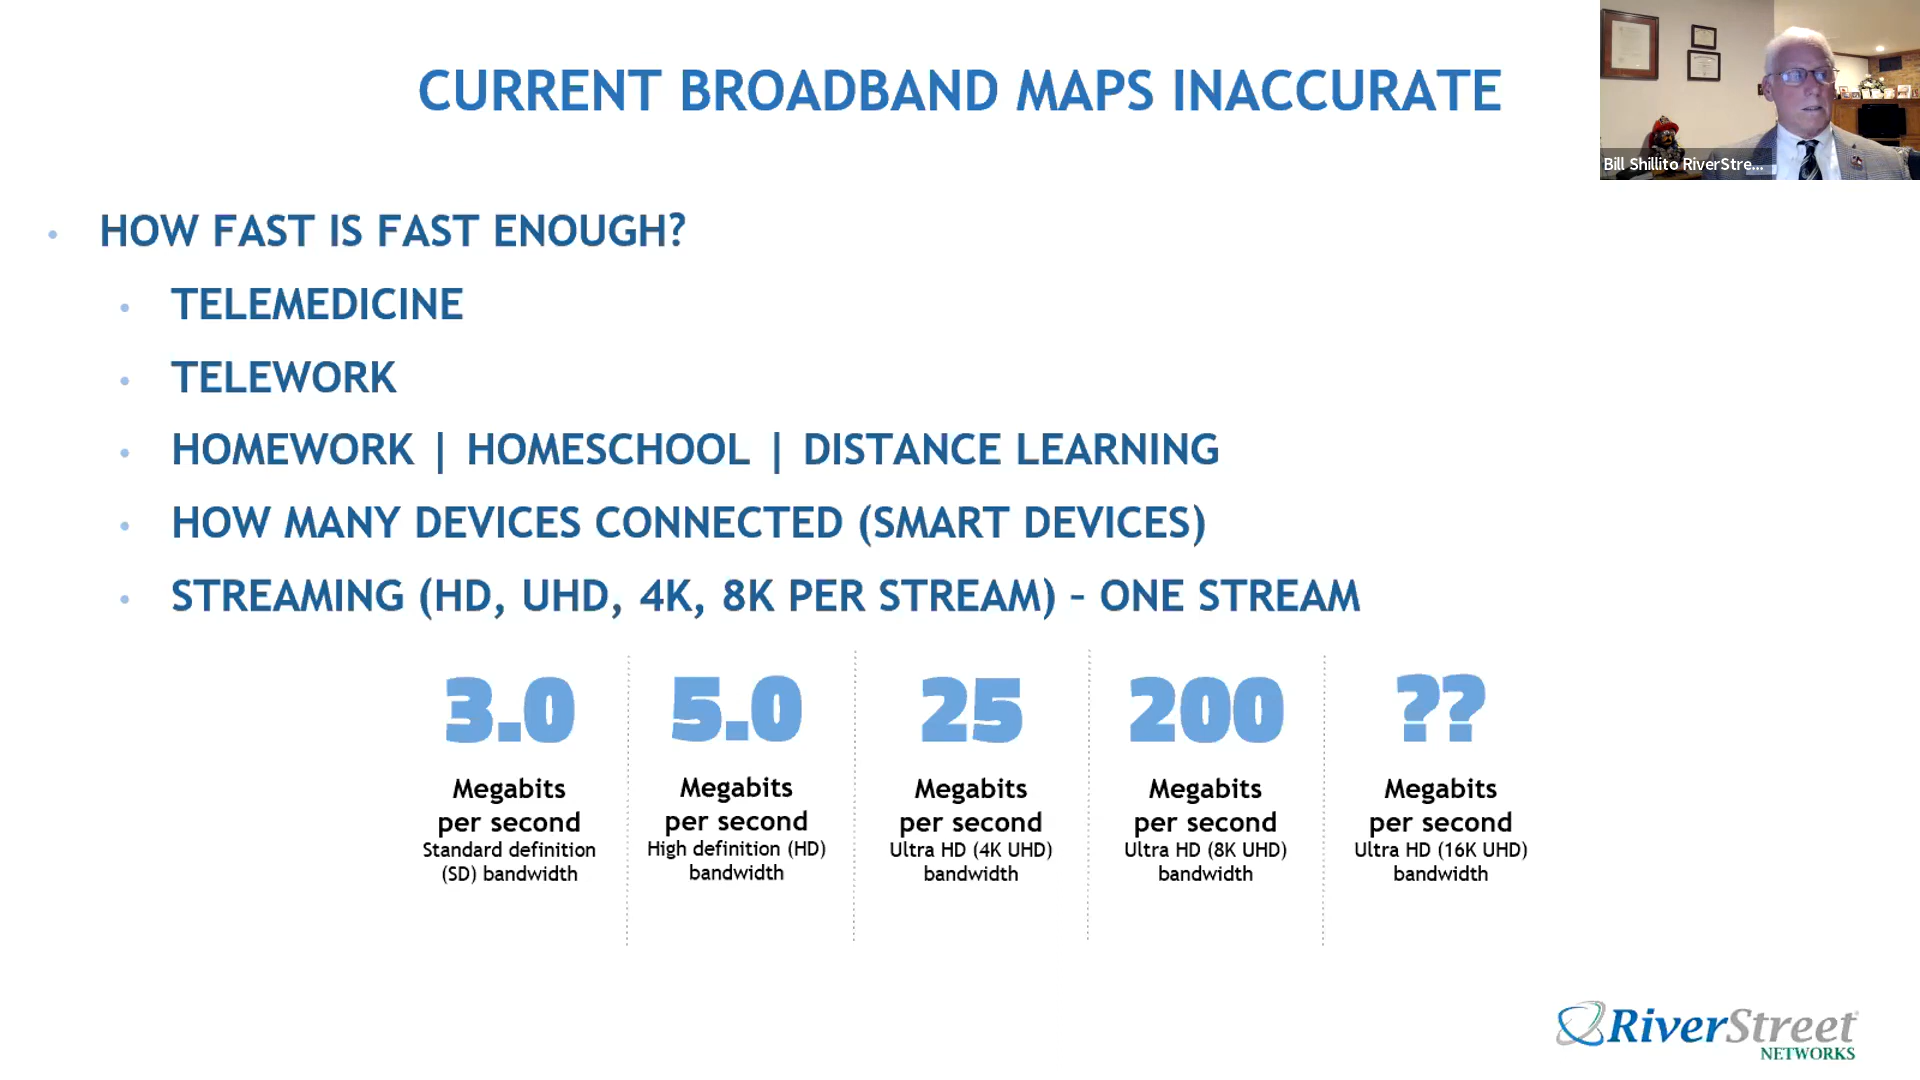 CURRENT BROADBAND MAPS INACCURATE
Bill Shillito RiverStre...
HOW FAST IS FAST ENOUGH?
TELEMEDICINE
TELEWORK
HOMEWORK | HOMESCHOOL | DISTANCE LEARNING
HOW MANY DEVICES CONNECTED (SMART DEVICES)
STREAMING (HD, UHD, 4K, 8K PER STREAM) – ONE STREAM
3.0
Megabits
per second
Standard definition
(SD) bandwidth
5.0
Megabits
per second
High definition (HD)
bandwidth
25
Megabits
per second
Ultra HD (4K UHD)
bandwidth
200
Megabits
per second
Ultra HD (8K UHD)
bandwidth
??
Megabits
per second
Ultra HD (16K UHD)
bandwidth
RiverStreet
NETWORKS